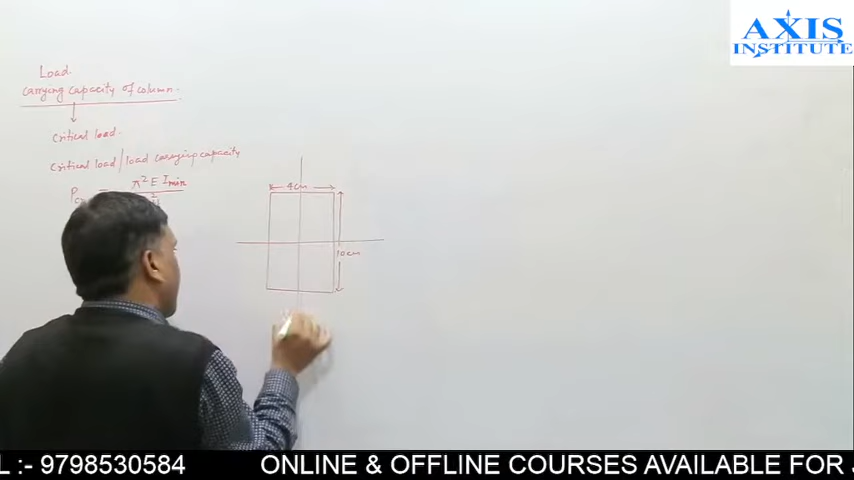 AXIS
INSTITUTE
Load
carrying capacity of column.
critical load.
critical load/load carrying capacity
π² E Imin
4cm
10cm
L :- 9798530584 ONLINE & OFFLINE COURSES AVAILABLE FOR